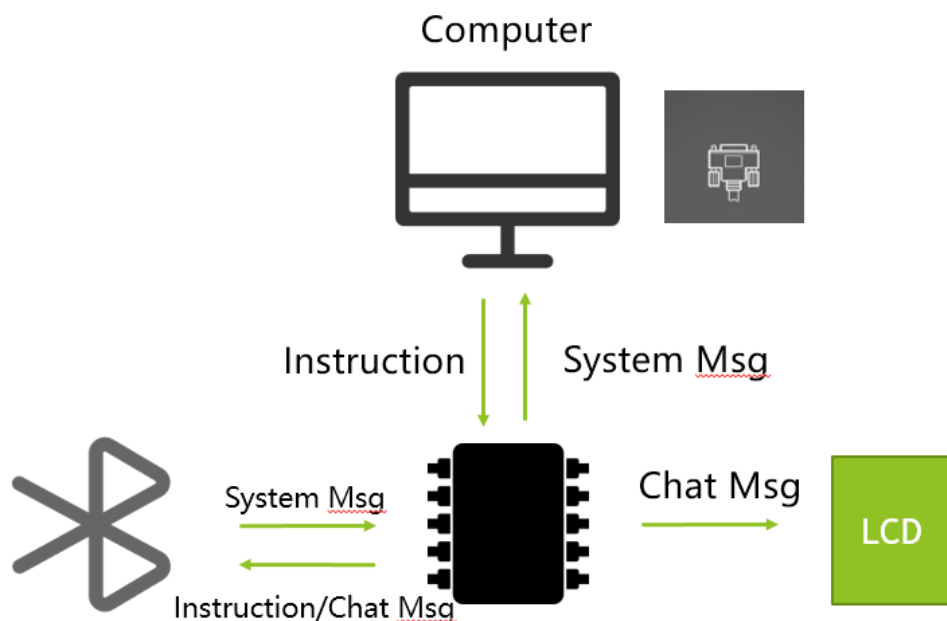 Computer
Instruction
System Msg
System Msg
Chat Msg
LCD
Instruction/Chat Msg